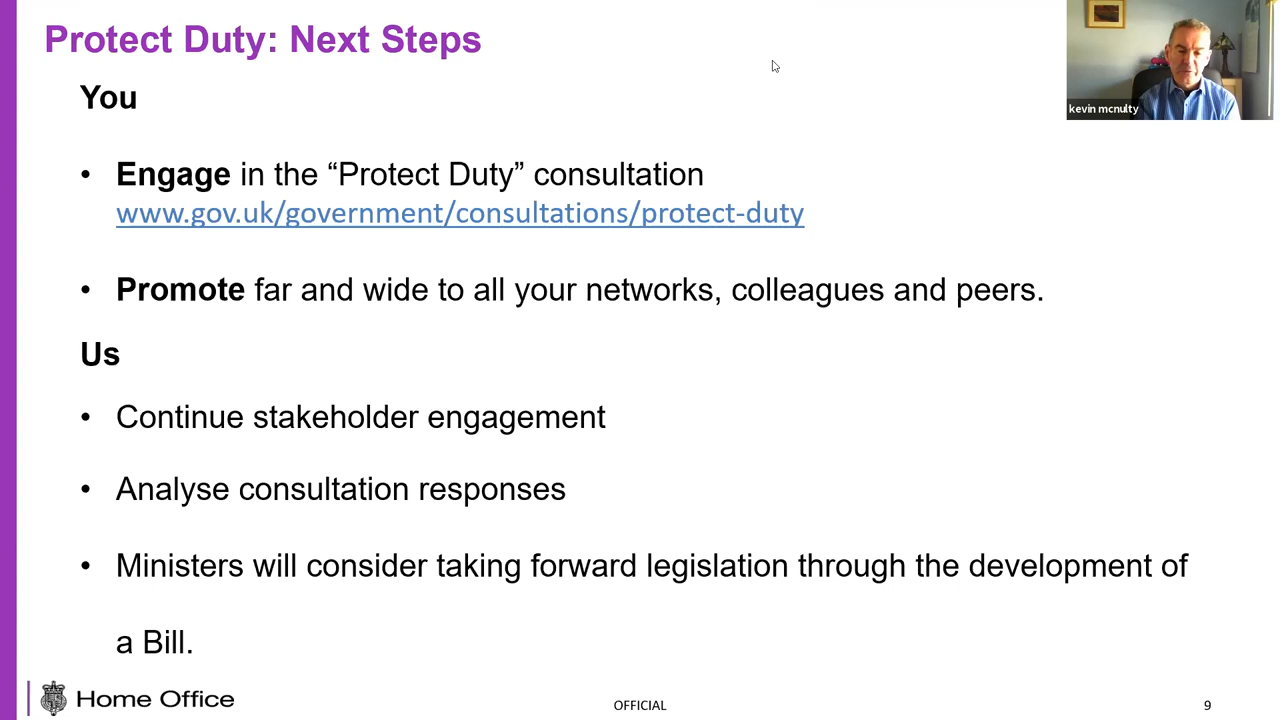 Protect Duty: Next Steps
kevin mcnulty
You
• Engage in the “Protect Duty” consultation
www.gov.uk/government/consultations/protect-duty
• Promote far and wide to all your networks, colleagues and peers.
Us
• Continue stakeholder engagement
• Analyse consultation responses
• Ministers will consider taking forward legislation through the development of
a Bill.
Home Office
OFFICIAL
9